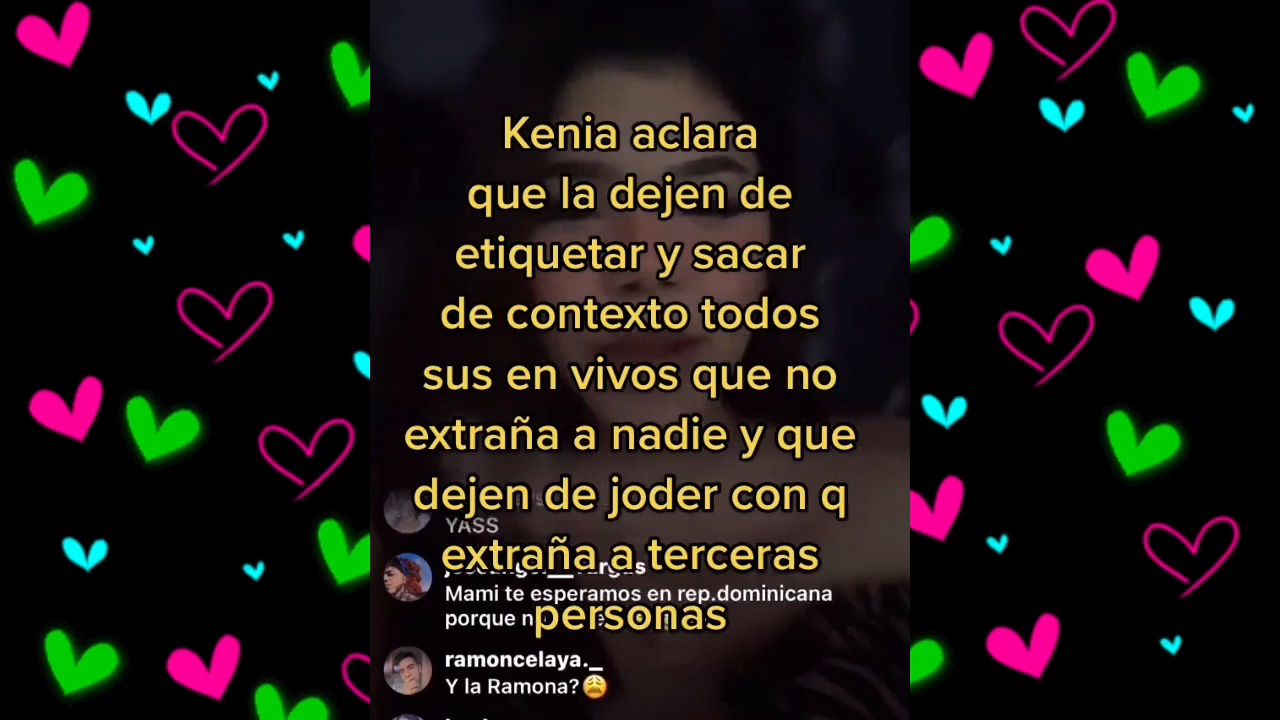 Kenia aclara
que la dejen de
etiquetar y sacar
de contexto todos
sus en vivos que no
extraña a nadie y que
dejen de joder con q
extraña a terceras
personas
YASS
Mami te esperamos en rep.dominicana
porque
ramoncelaya._
Y la Ramona?😩